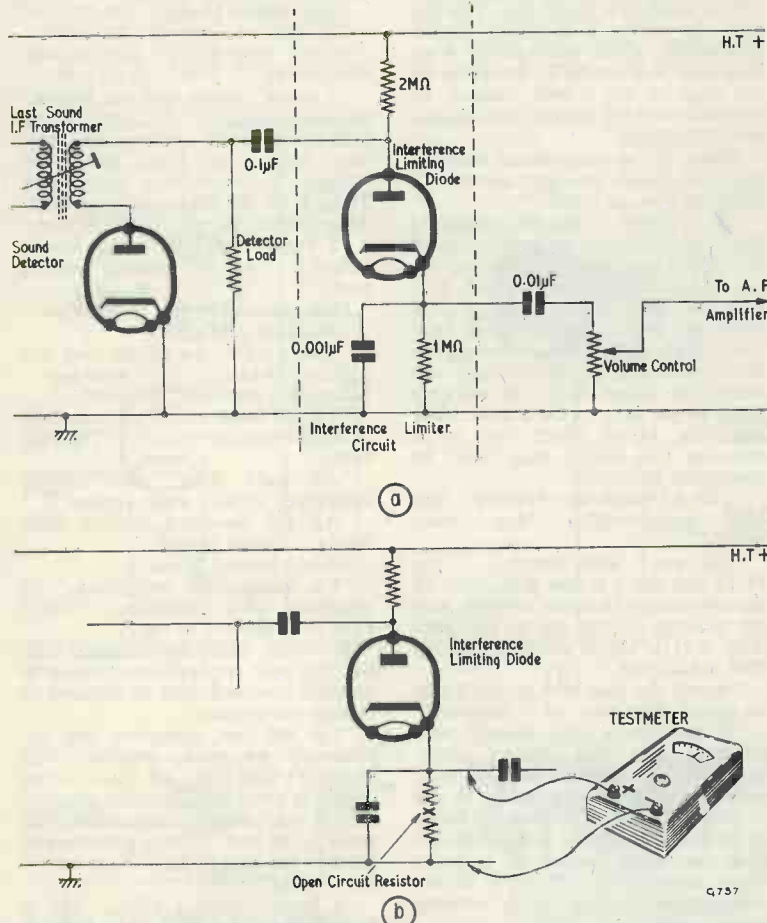 H.T +
2MΩ
Last Sound
I.F Transformer
0·1μF
Interference
Limiting
Diode
Sound
Detector
Detector
Load
0·01μF
To A.F
Amplifier
0·001μF
1MΩ
Volume Control
Interference Limiter
Circuit
a
H.T+
Interference
Limiting Diode
TESTMETER
Open Circuit Resistor
G737
b